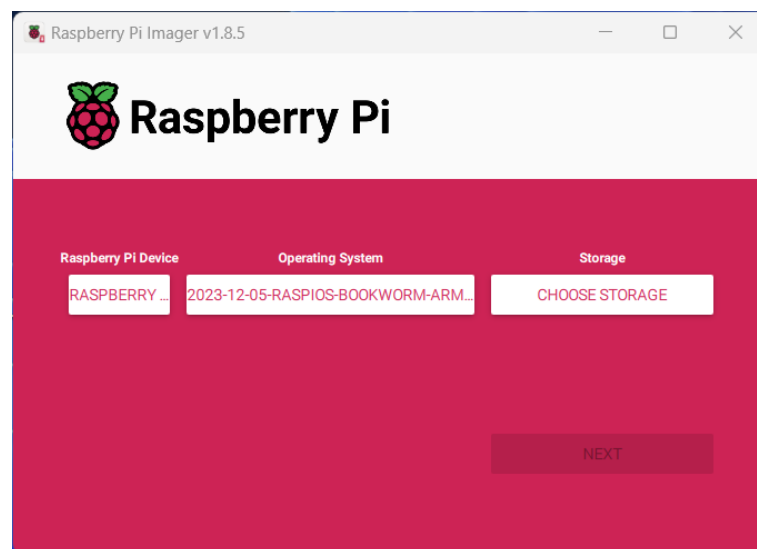 Raspberry Pi Imager v1.8.5
Raspberry Pi
Raspberry Pi Device Operating System Storage
RASPBERRY ... 2023-12-05-RASPIOS-BOOKWORM-ARM... CHOOSE STORAGE
NEXT